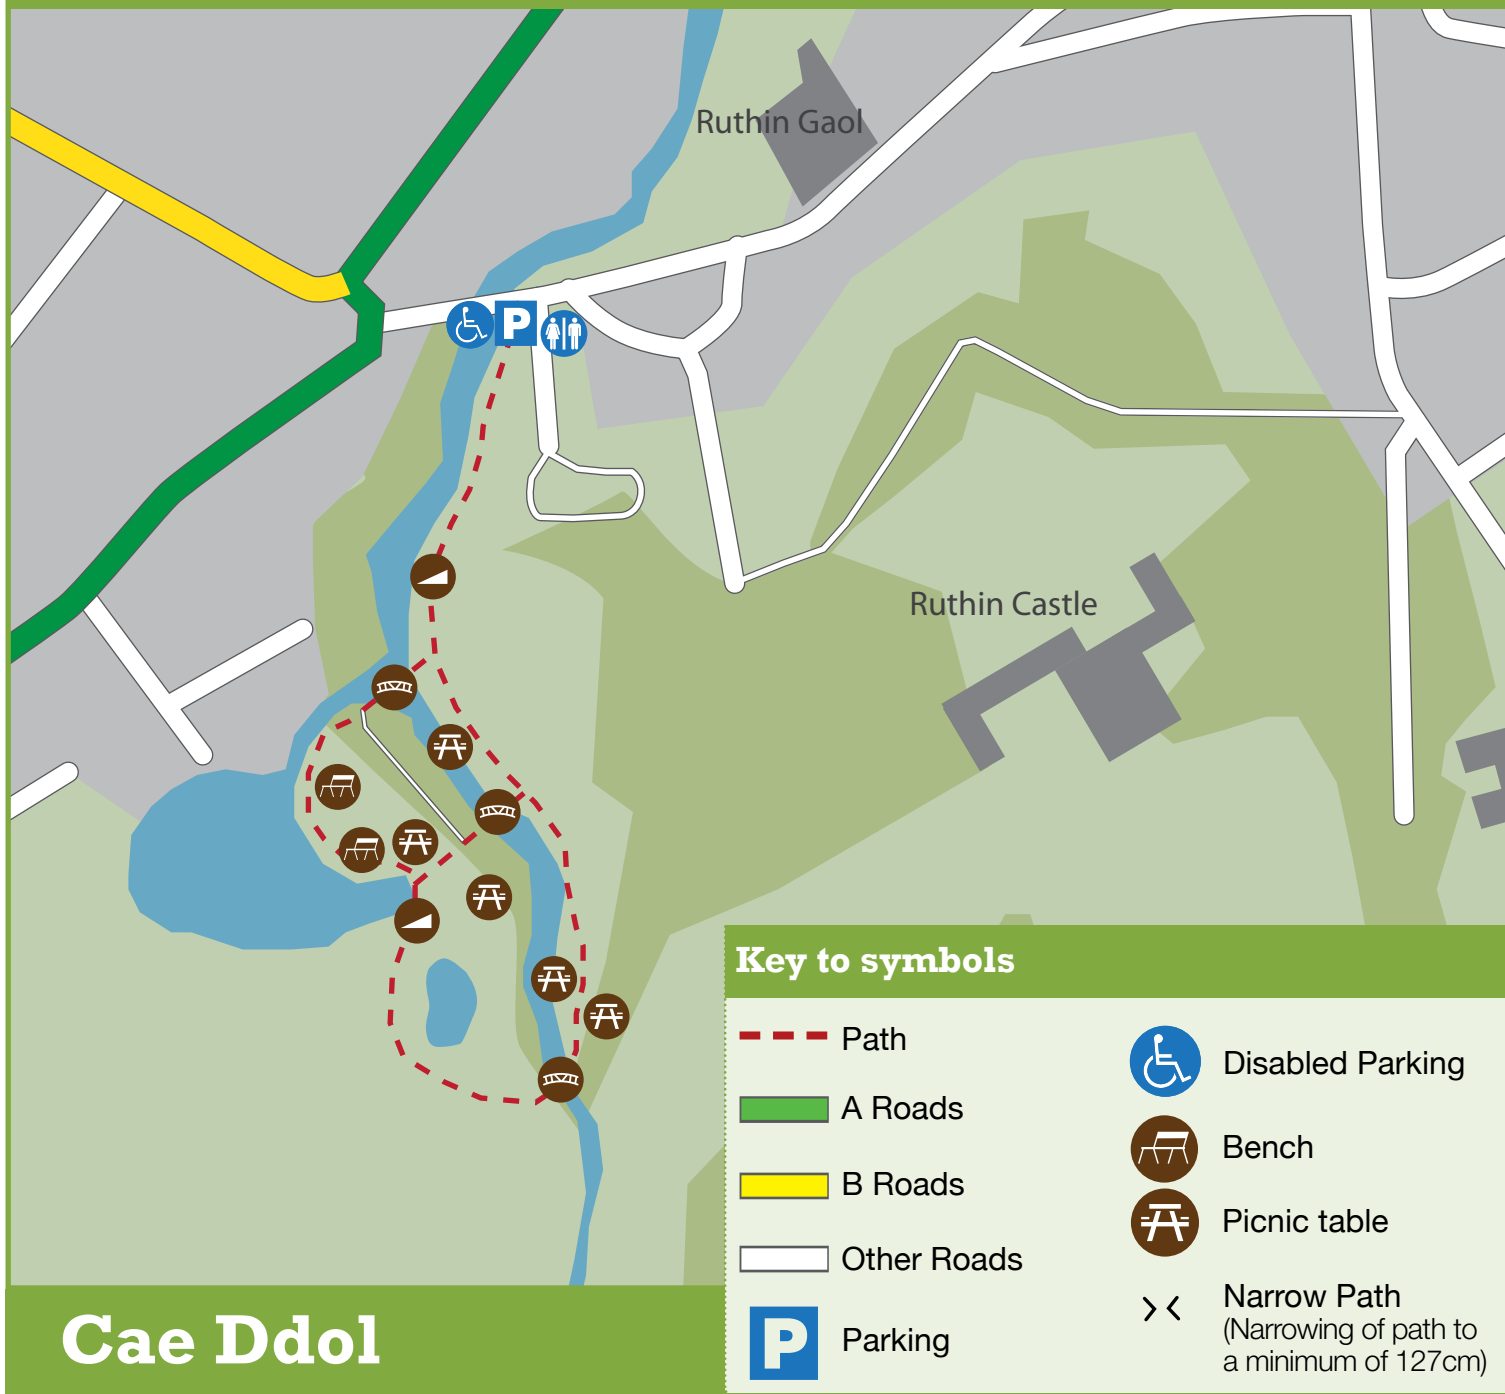 Ruthin Gaol
P
Ruthin Castle
Key to symbols
Path
A Roads
B Roads
Other Roads
P
Parking
Disabled Parking
Bench
Picnic table
Narrow Path
(Narrowing of path to
a minimum of 127cm)
Cae Ddol